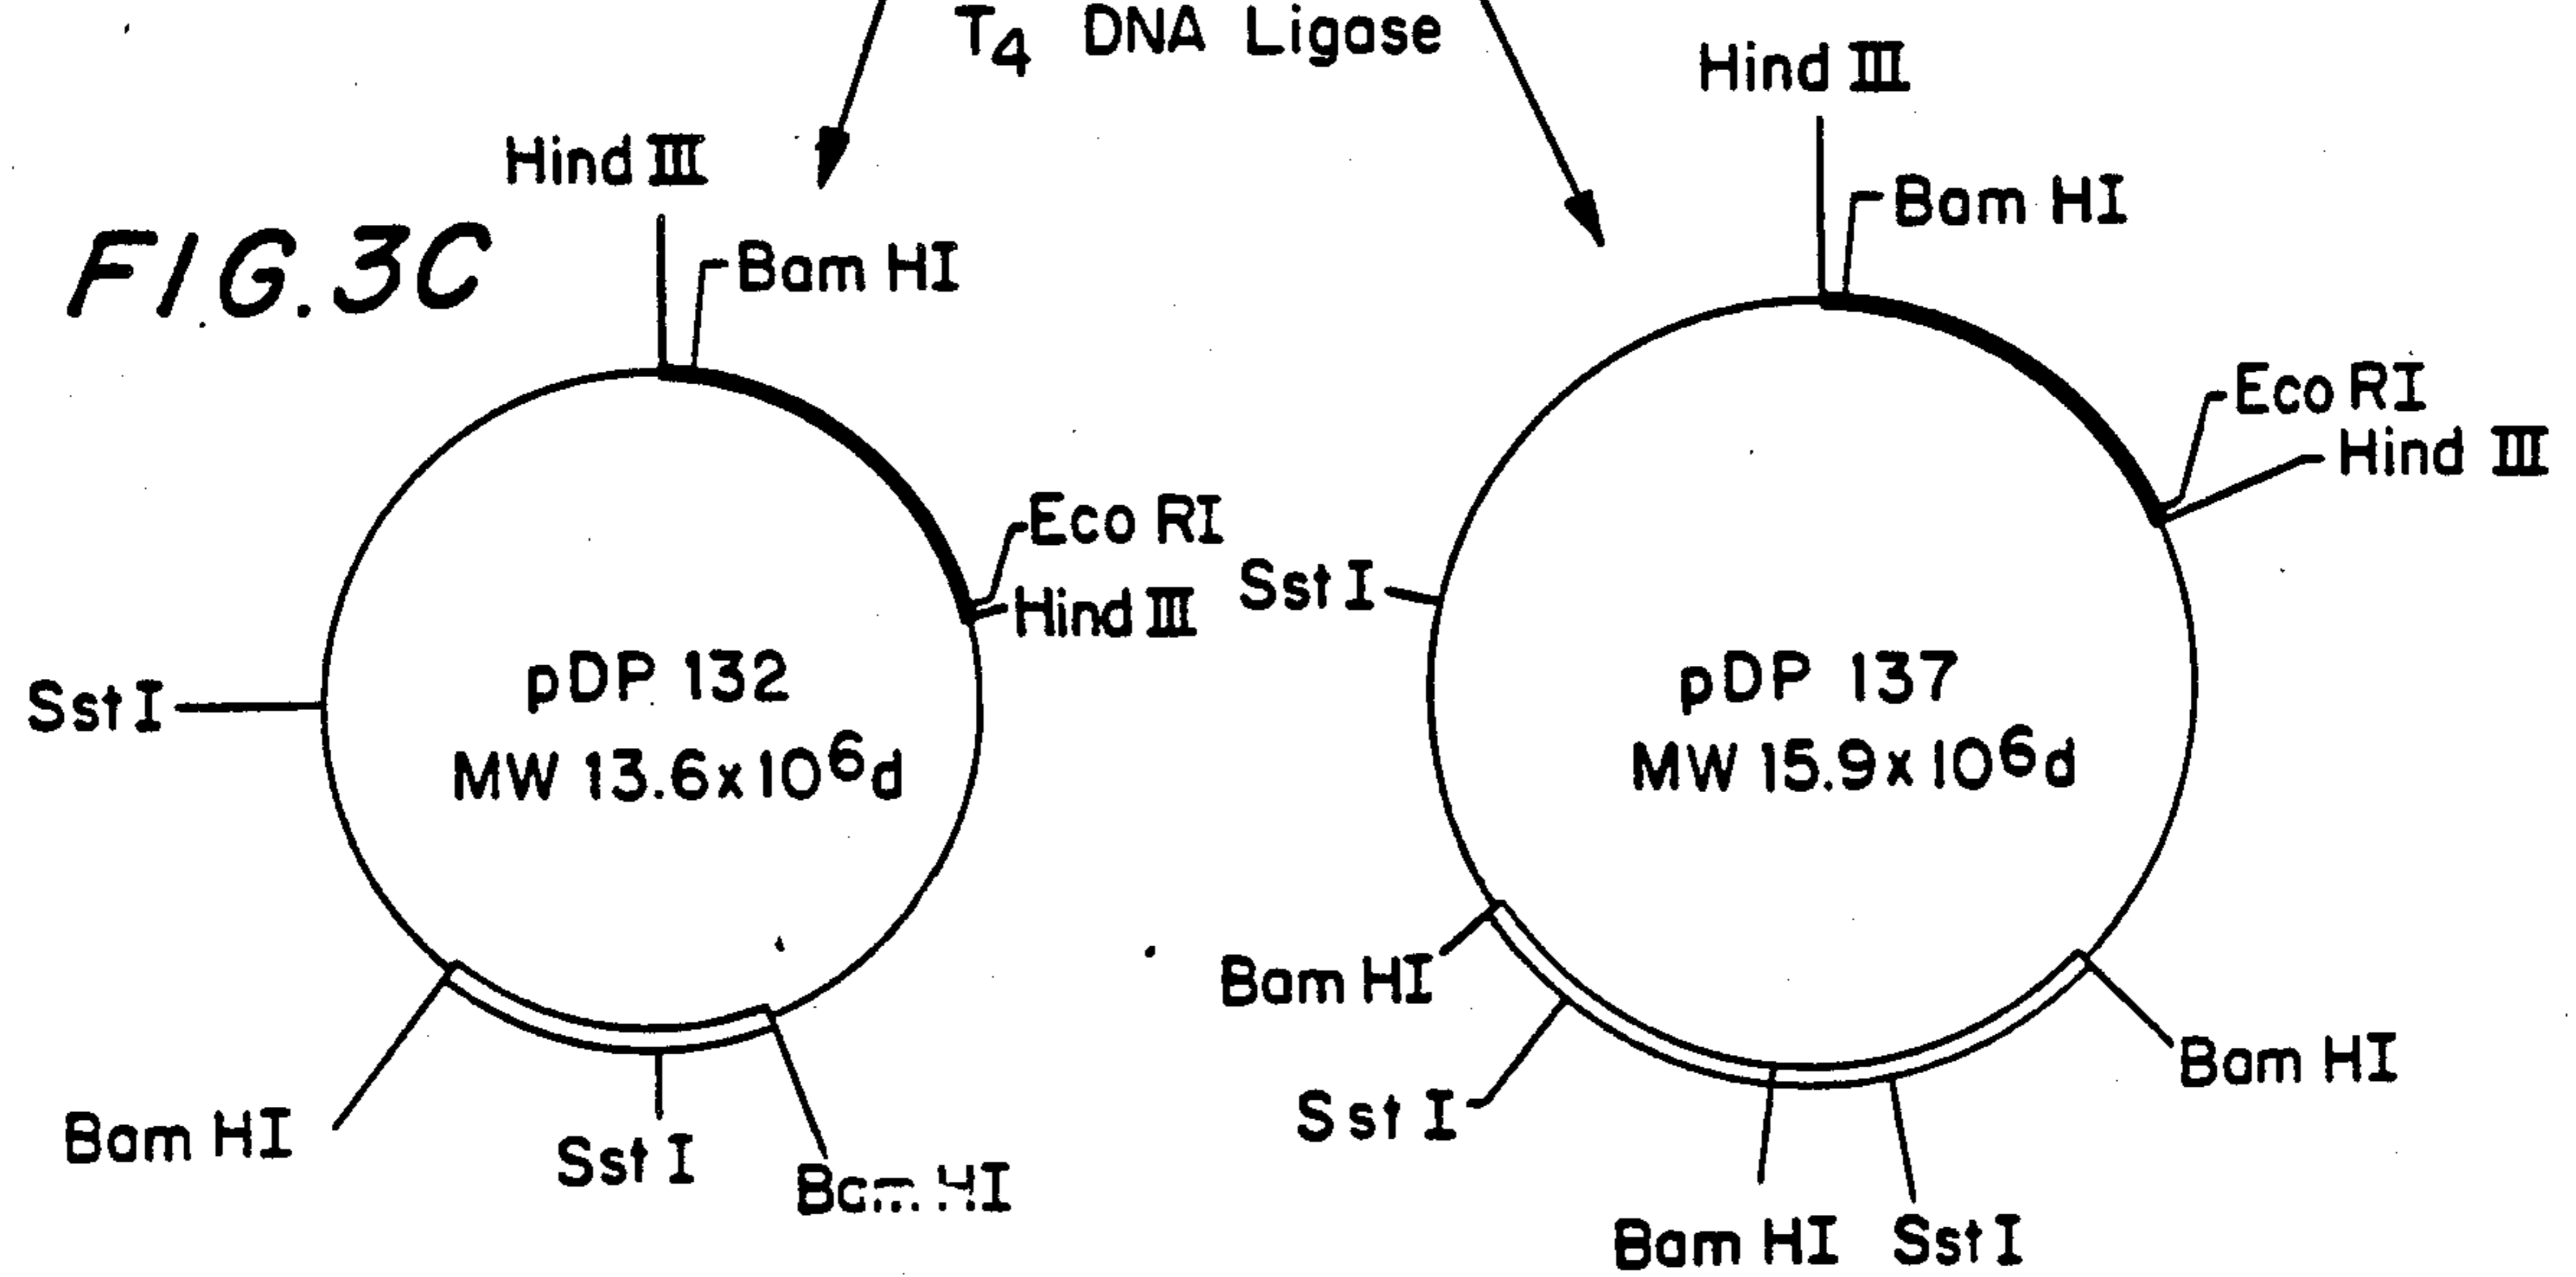 T4 DNA Ligase
FIG. 3C
Hind III
Bam HI
Eco RI
Hind III
Sst I
pDP 132
MW 13.6x10⁶d
Bam HI
Sst I
Bam HI
Hind III
Bam HI
Eco RI
Hind III
Sst I
pDP 137
MW 15.9x10⁶d
Bam HI
Sst I
Bam HI
Sst I
Bam HI